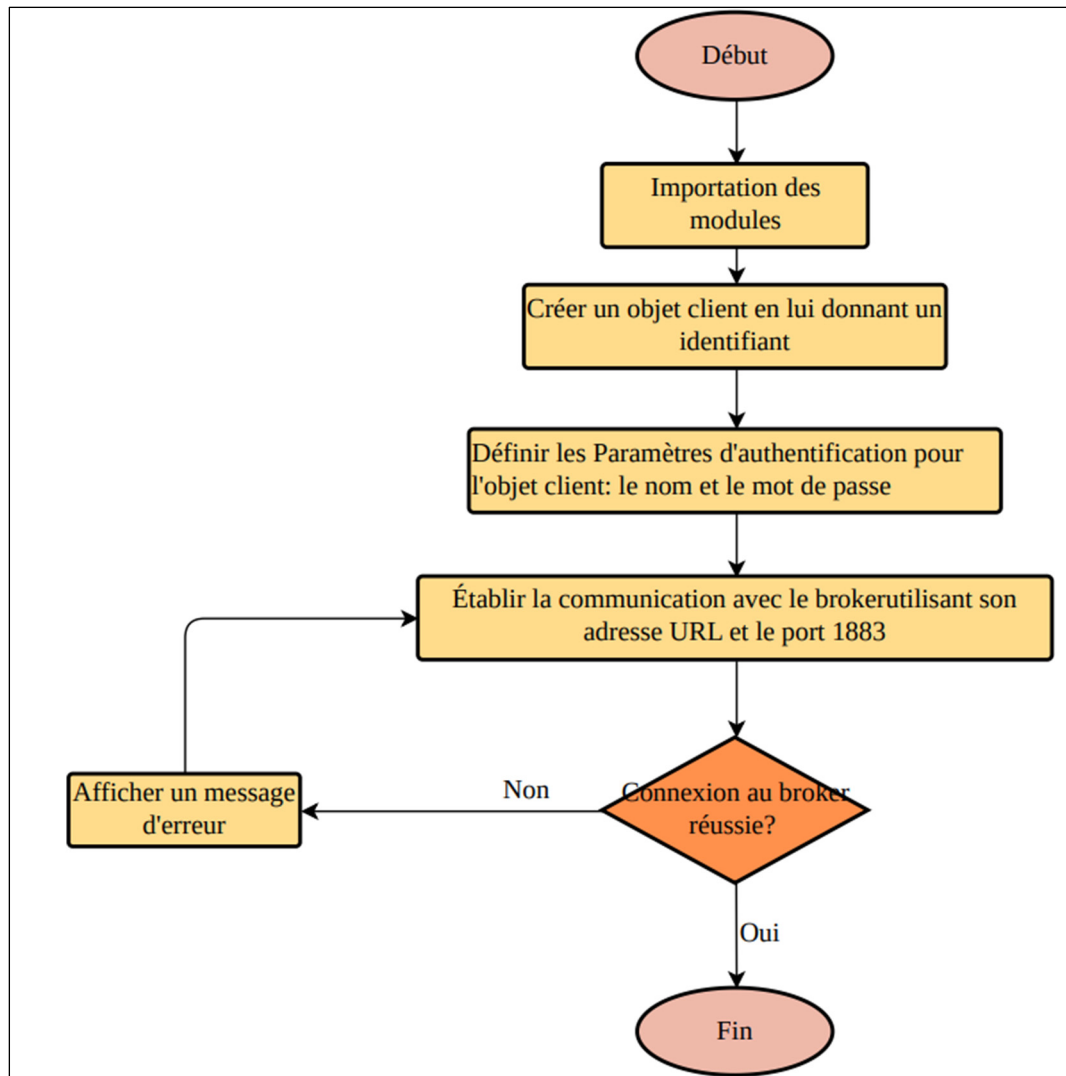 Début
Importation des
modules
Créer un objet client en lui donnant un
identifiant
Définir les Paramètres d'authentification pour
l'objet client: le nom et le mot de passe
Établir la communication avec le brokerutilisant son
adresse URL et le port 1883
Connexion au broker
réussie?
Non
Afficher un message
d'erreur
Oui
Fin